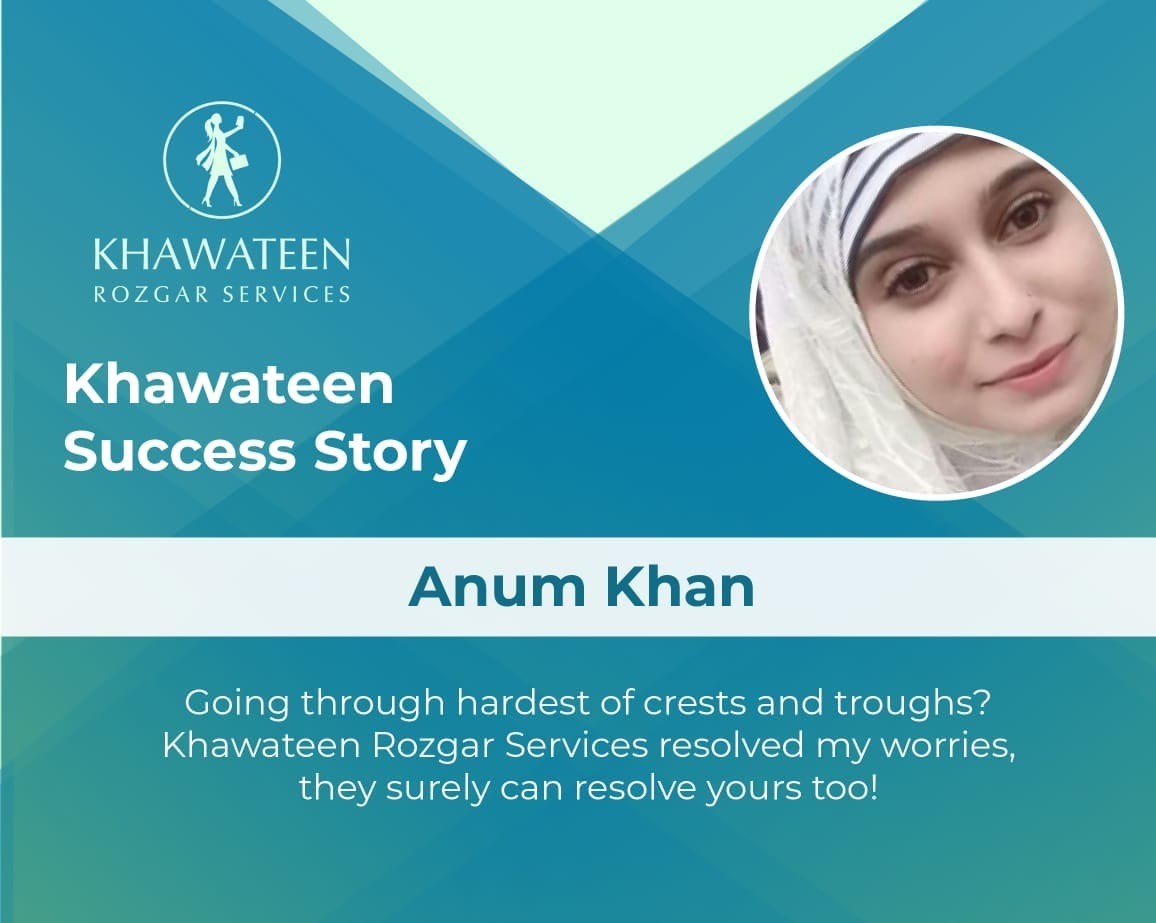 KHAWATEEN
ROZGAR SERVICES
Khawateen
Success Story
Anum Khan
Going through hardest of crests and troughs?
Khawateen Rozgar Services resolved my worries,
they surely can resolve yours too!